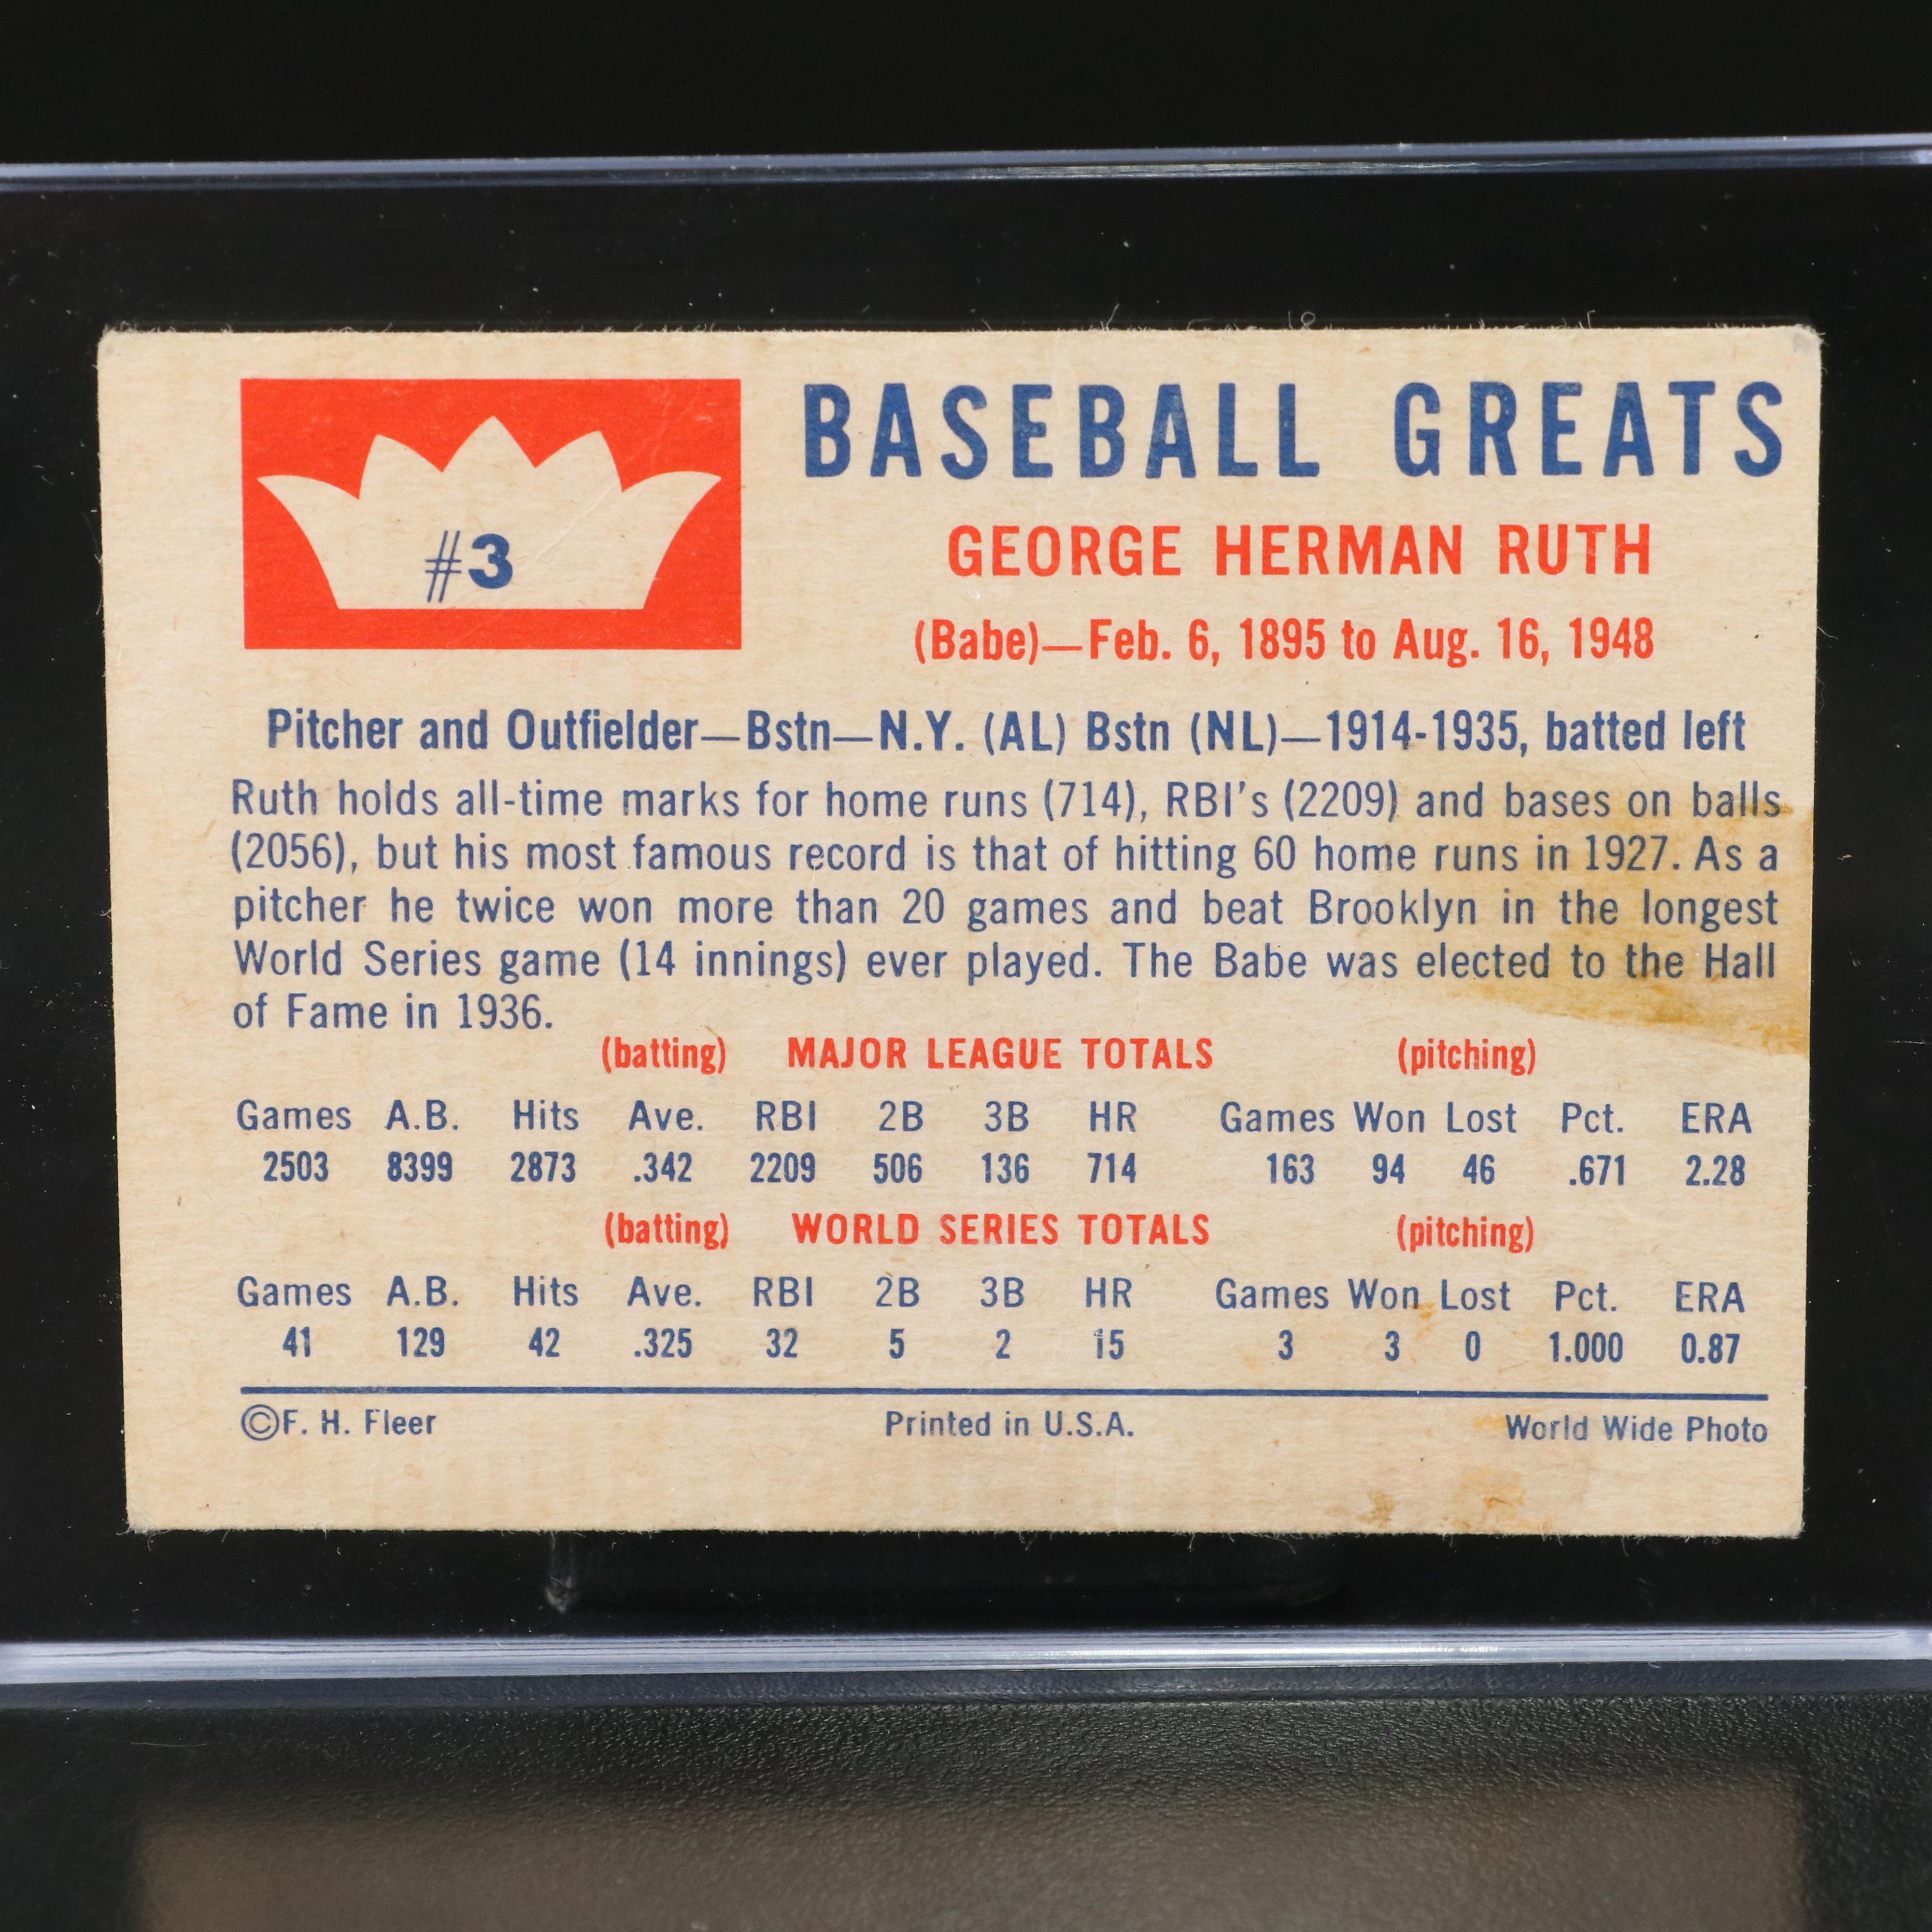 #3
BASEBALL GREATS
GEORGE HERMAN RUTH
(Babe)—Feb. 6, 1895 to Aug. 16, 1948
Pitcher and Outfielder—Bstn—N.Y. (AL) Bstn (NL)—1914-1935, batted left
Ruth holds all-time marks for home runs (714), RBI's (2209) and bases on balls
(2056), but his most famous record is that of hitting 60 home runs in 1927. As a
pitcher he twice won more than 20 games and beat Brooklyn in the longest
World Series game (14 innings) ever played. The Babe was elected to the Hall
of Fame in 1936.
(batting) MAJOR LEAGUE TOTALS (pitching)
Games A.B. Hits Ave. RBI 2B 3B HR Games Won Lost Pct. ERA
2503 8399 2873 .342 2209 506 136 714 163 94 46 .671 2.28
(batting) WORLD SERIES TOTALS (pitching)
Games A.B. Hits Ave. RBI 2B 3B HR Games Won Lost Pct. ERA
41 129 42 .325 32 5 2 15 3 3 0 1.000 0.87
©F. H. Fleer Printed in U.S.A. World Wide Photo